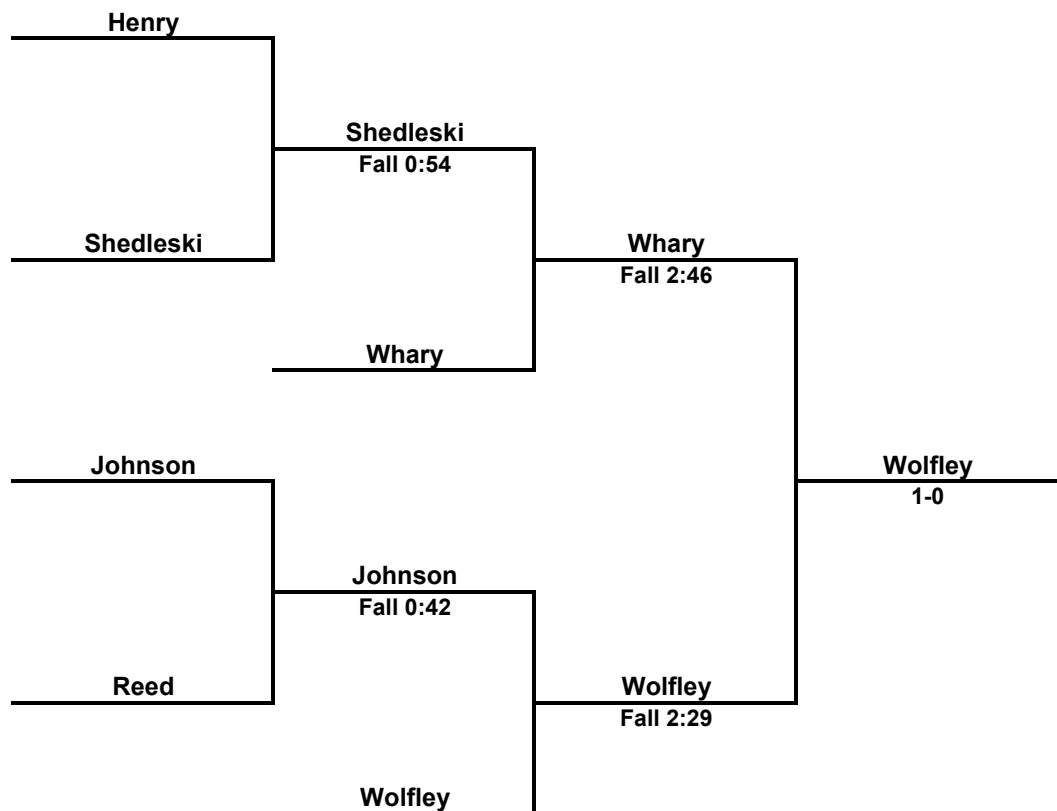 Henry
Shedleski
Fall 0:54
Shedleski
Whary
Fall 2:46
Whary
Johnson
Wolfley
1-0
Johnson
Fall 0:42
Reed
Wolfley
Fall 2:29
Wolfley